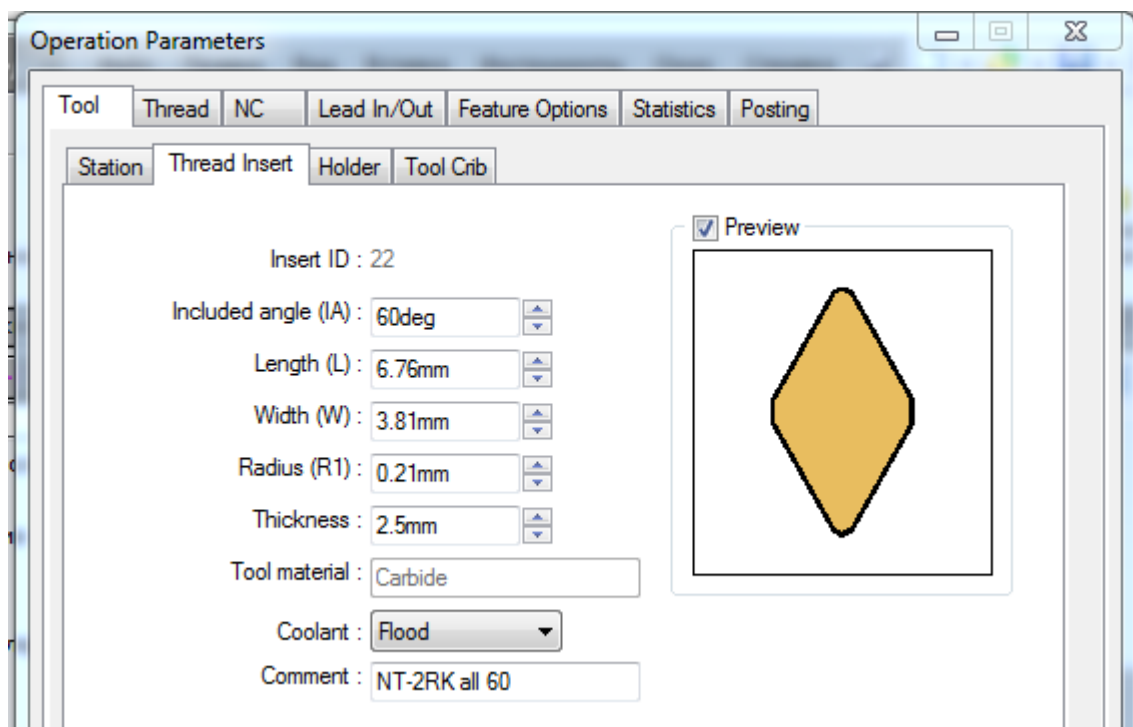 Operation Parameters
Tool Thread NC Lead In/Out Feature Options Statistics Posting
Station Thread Insert Holder Tool Crib
Preview
Insert ID : 22
Included angle (IA) : 60deg
Length (L) : 6.76mm
Width (W) : 3.81mm
Radius (R1) : 0.21mm
Thickness : 2.5mm
Tool material : Carbide
Coolant : Flood
Comment : NT-2RK all 60